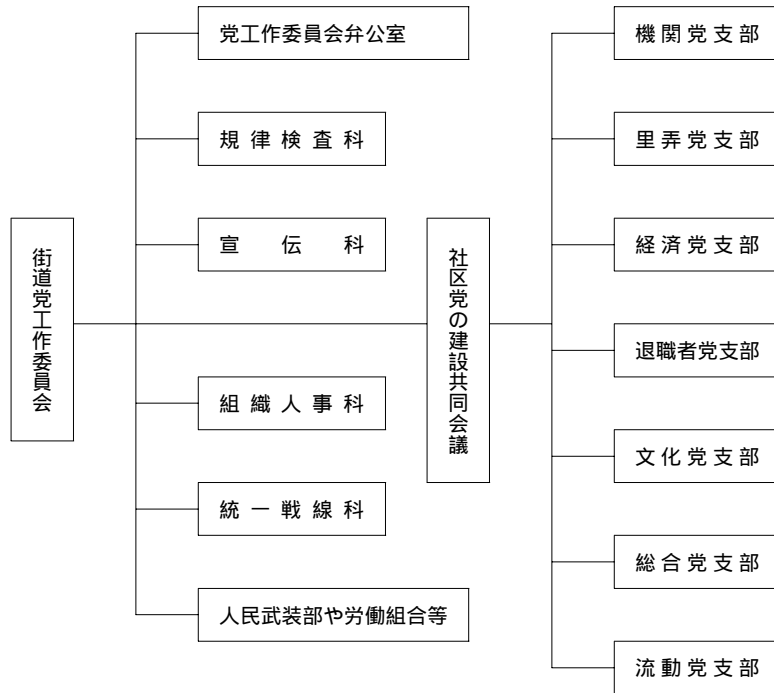 街道党工作委員会
党工作委員会弁公室
規律検査科
宣伝科
組織人事科
統一戦線科
人民武装部や労働組合等
社区党の建設共同会議
機関党支部
里弄党支部
経済党支部
退職者党支部
文化党支部
総合党支部
流動党支部